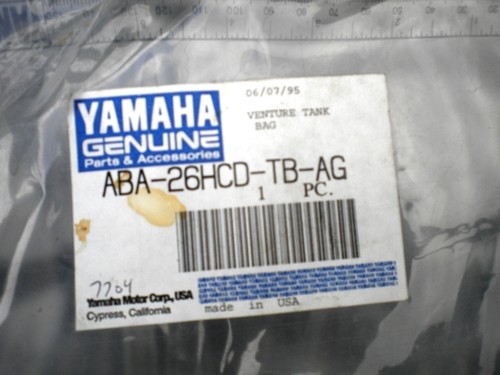 06/07/95
YAMAHA
GENUINE
Parts & Accessories
VENTURE TANK
BAG
ABA-26HCD-TB-AG
1 PC.
7704
Yamaha Motor Corp., USA
Cypress, California
made in USA